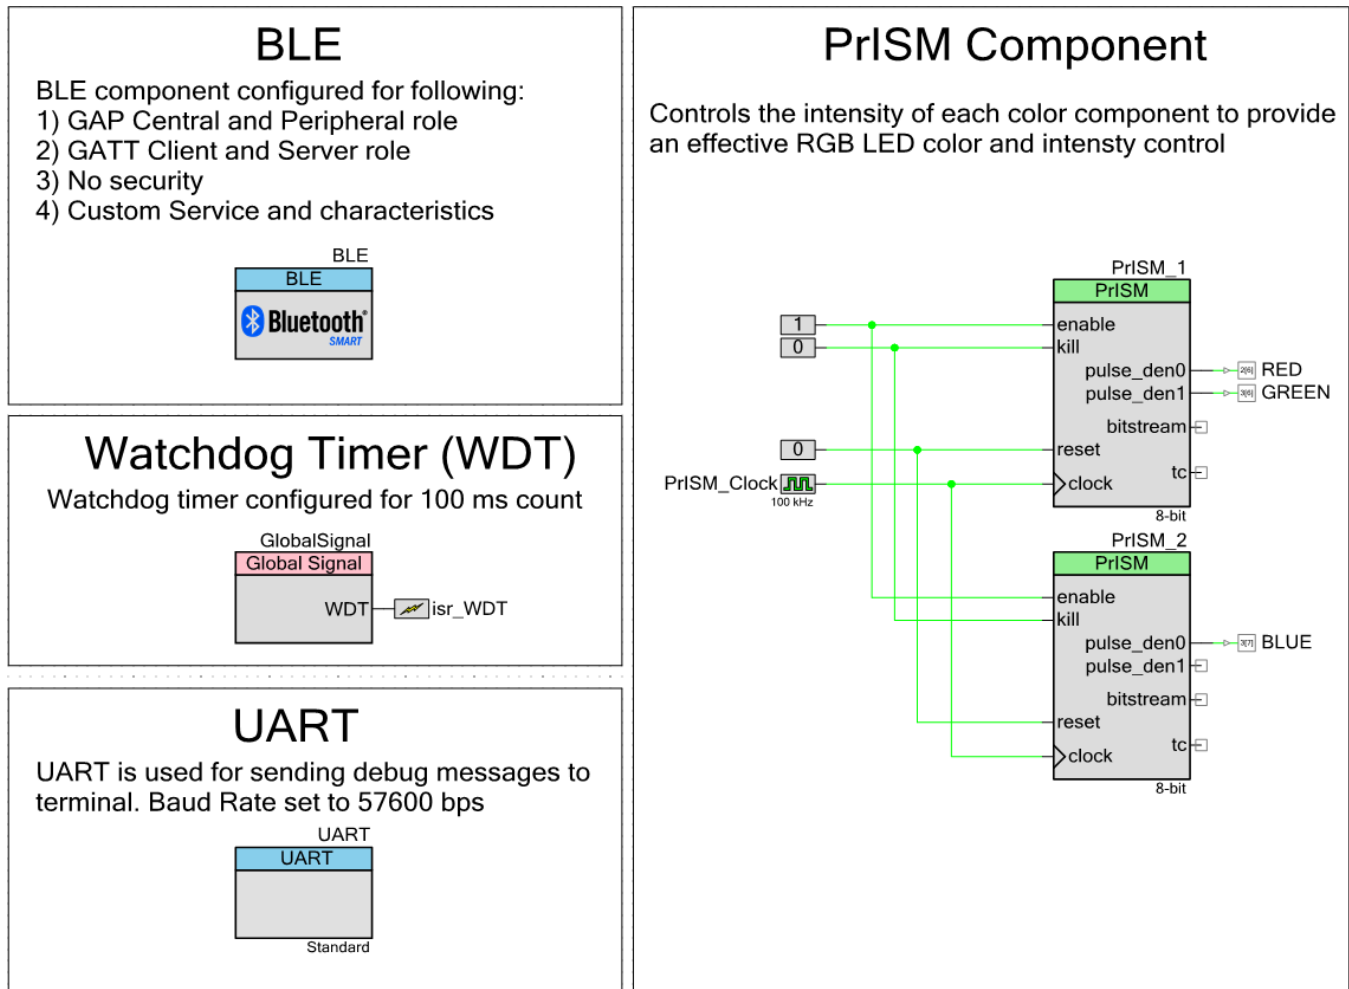 BLE
BLE component configured for following:
1) GAP Central and Peripheral role
2) GATT Client and Server role
3) No security
4) Custom Service and characteristics
BLE
BLE
Bluetooth®
SMART
Watchdog Timer (WDT)
Watchdog timer configured for 100 ms count
GlobalSignal
Global Signal
WDT
isr_WDT
UART
UART is used for sending debug messages to
terminal. Baud Rate set to 57600 bps
UART
UART
Standard
PrISM Component
Controls the intensity of each color component to provide
an effective RGB LED color and intensty control
PrISM_1
PrISM
1
enable
0
kill
pulse_den0
2[6]
RED
pulse_den1
3[6]
GREEN
bitstream
0
reset
tc
PrISM_Clock
clock
100 kHz
8-bit
PrISM_2
PrISM
enable
kill
pulse_den0
3[7]
BLUE
pulse_den1
bitstream
reset
tc
clock
8-bit